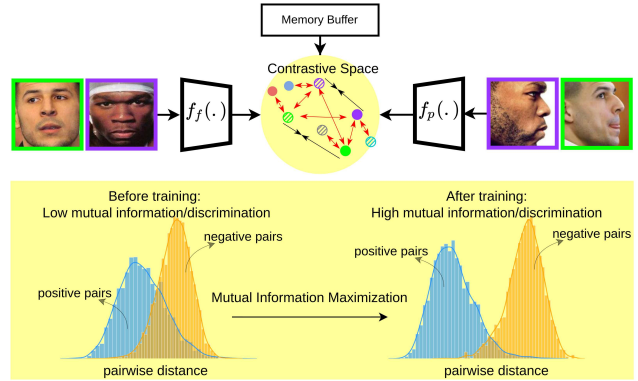 Memory Buffer
Contrastive Space
f_f(.)
f_p(.)
Before training:
Low mutual information/discrimination
After training:
High mutual information/discrimination
negative pairs
positive pairs
Mutual Information Maximization
positive pairs
negative pairs
pairwise distance
pairwise distance